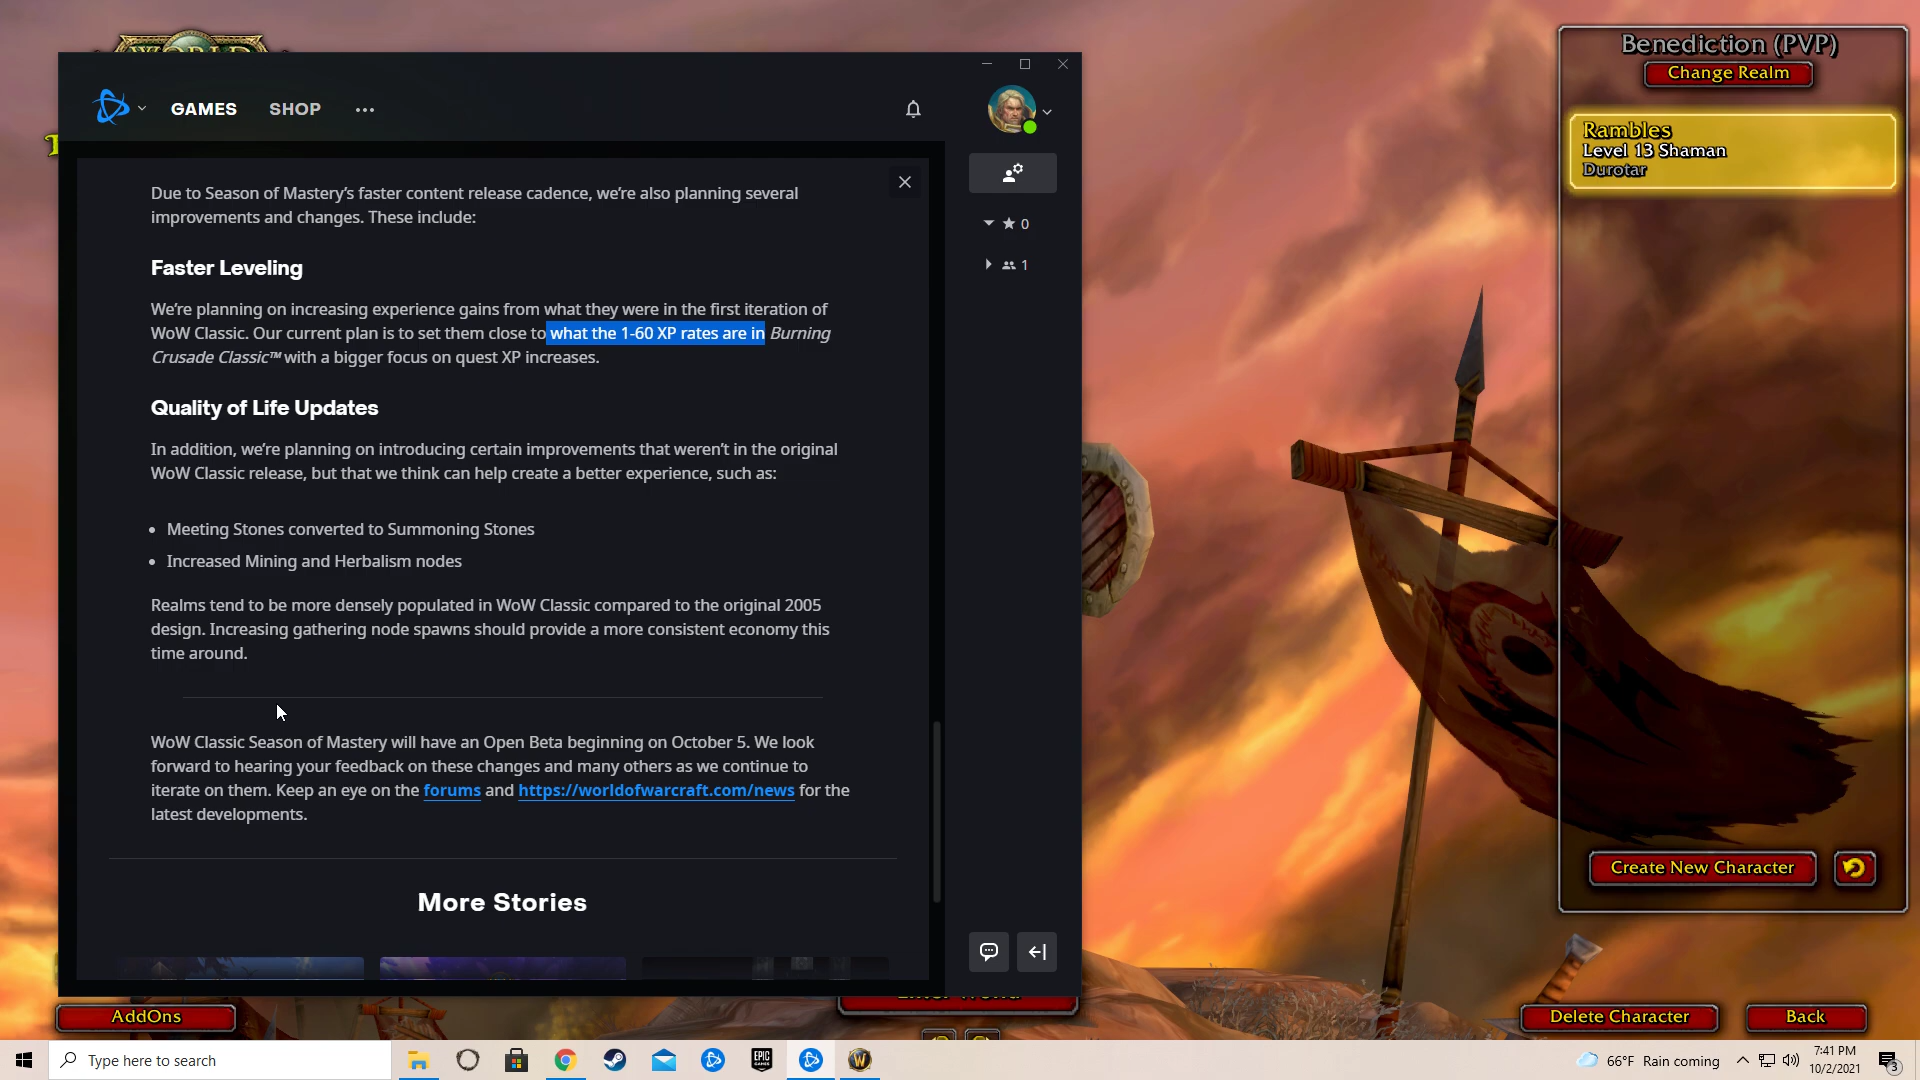 WORLD
Benediction (PVP)
Change Realm
Rambles
Level 13 Shaman
Durotar
GAMES
SHOP
0
1
Due to Season of Mastery’s faster content release cadence, we’re also planning several
improvements and changes. These include:
Faster Leveling
We’re planning on increasing experience gains from what they were in the first iteration of
WoW Classic. Our current plan is to set them close to what the 1-60 XP rates are in Burning
Crusade Classic™ with a bigger focus on quest XP increases.
Quality of Life Updates
In addition, we’re planning on introducing certain improvements that weren’t in the original
WoW Classic release, but that we think can help create a better experience, such as:
• Meeting Stones converted to Summoning Stones
• Increased Mining and Herbalism nodes
Realms tend to be more densely populated in WoW Classic compared to the original 2005
design. Increasing gathering node spawns should provide a more consistent economy this
time around.
WoW Classic Season of Mastery will have an Open Beta beginning on October 5. We look
forward to hearing your feedback on these changes and many others as we continue to
iterate on them. Keep an eye on the forums and https://worldofwarcraft.com/news for the
latest developments.
More Stories
Create New Character
AddOns
Delete Character
Back
Type here to search
EPIC
GAMES
66°F Rain coming
7:41 PM
10/2/2021
3